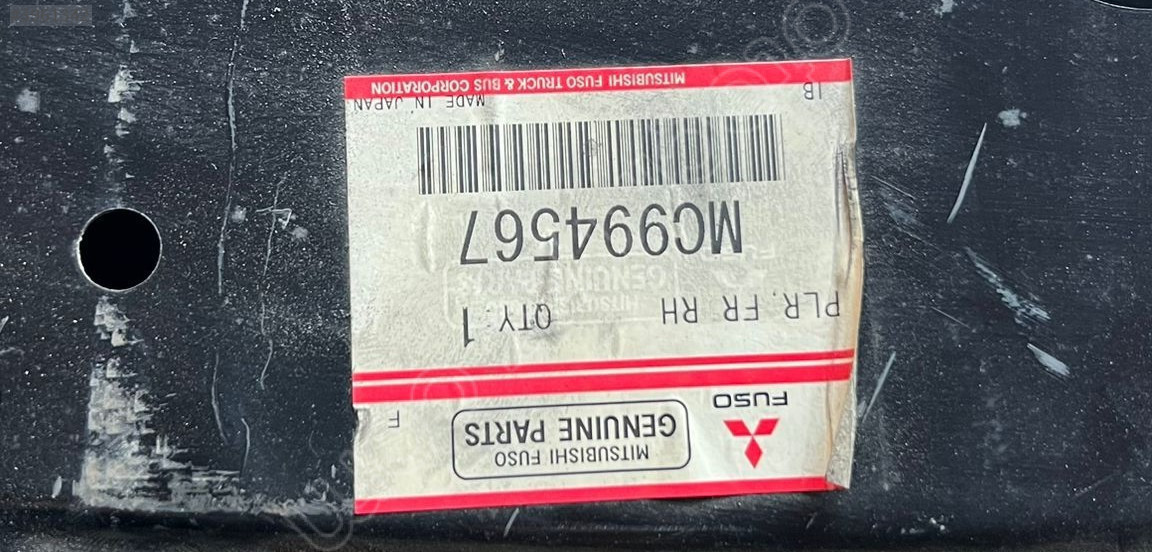 FUSO
MITSUBISHI FUSO
GENUINE PARTS
F
PLR. FR RH QTY. 1
MC994567
1B
MADE IN JAPAN
MITSUBISHI FUSO TRUCK & BUS CORPORATION